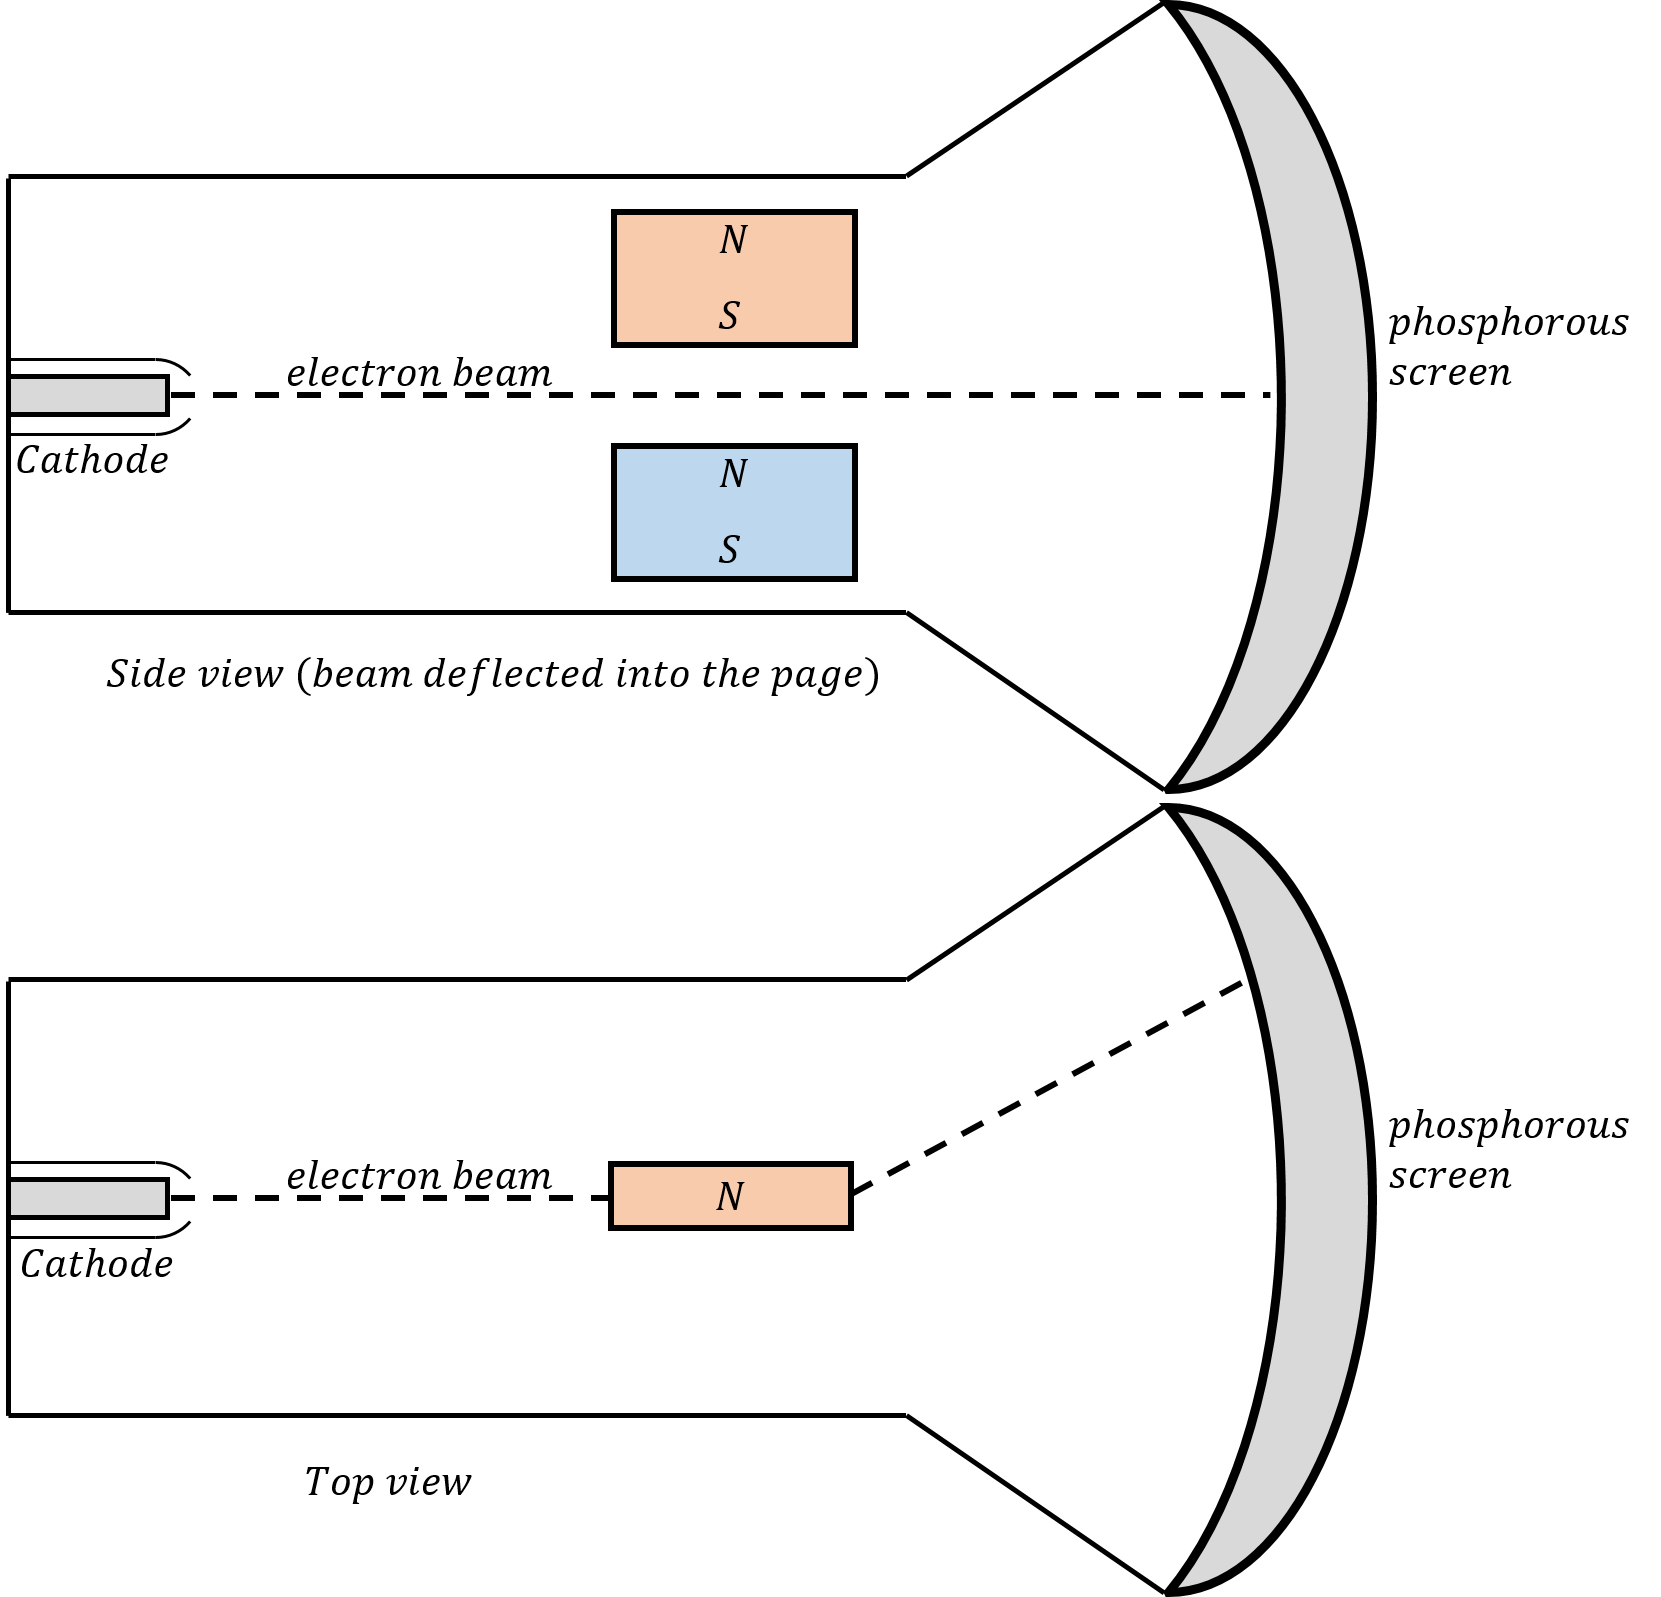 N
S
electron beam
phosphorous
screen
Cathode
N
S
Side view (beam deflected into the page)
electron beam
N
phosphorous
screen
Cathode
Top view